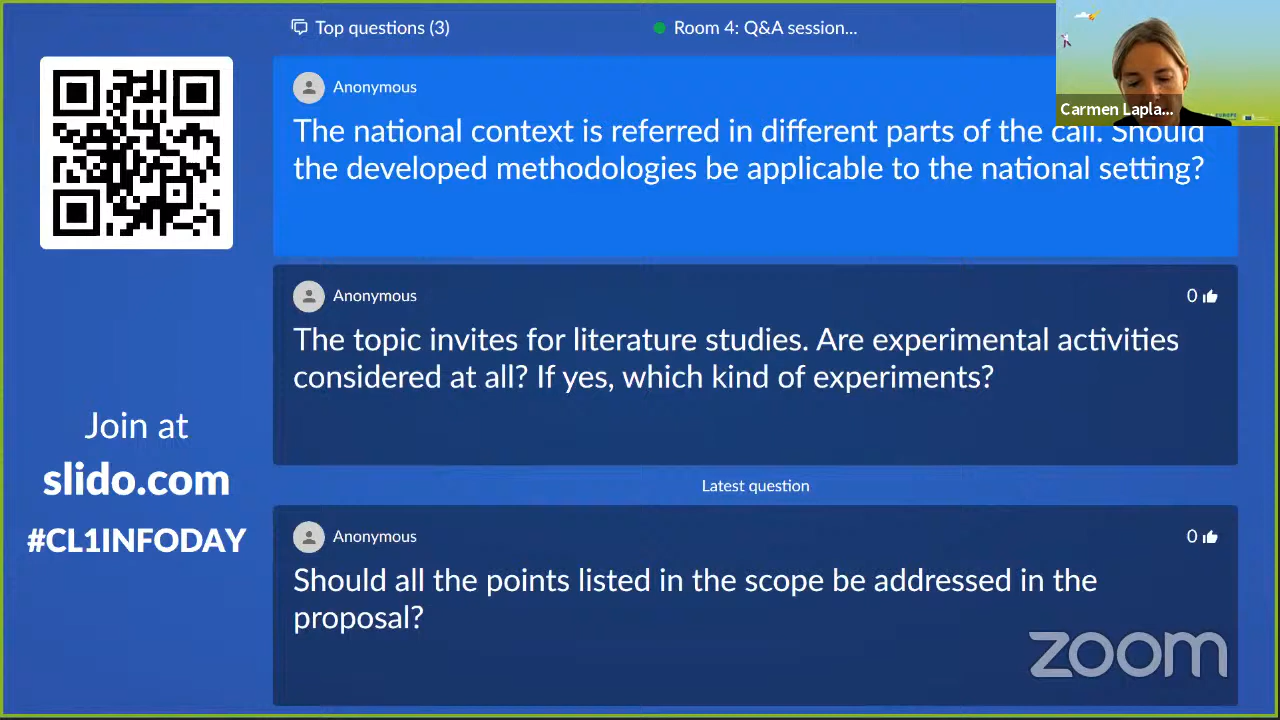 Top questions (3)
Room 4: Q&A session...
Carmen Lapla...
Anonymous
The national context is referred in different parts of the call. Should
the developed methodologies be applicable to the national setting?
Anonymous
0
The topic invites for literature studies. Are experimental activities
considered at all? If yes, which kind of experiments?
Join at
slido.com
#CL1INFODAY
Latest question
Anonymous
0
Should all the points listed in the scope be addressed in the
proposal?
zoom